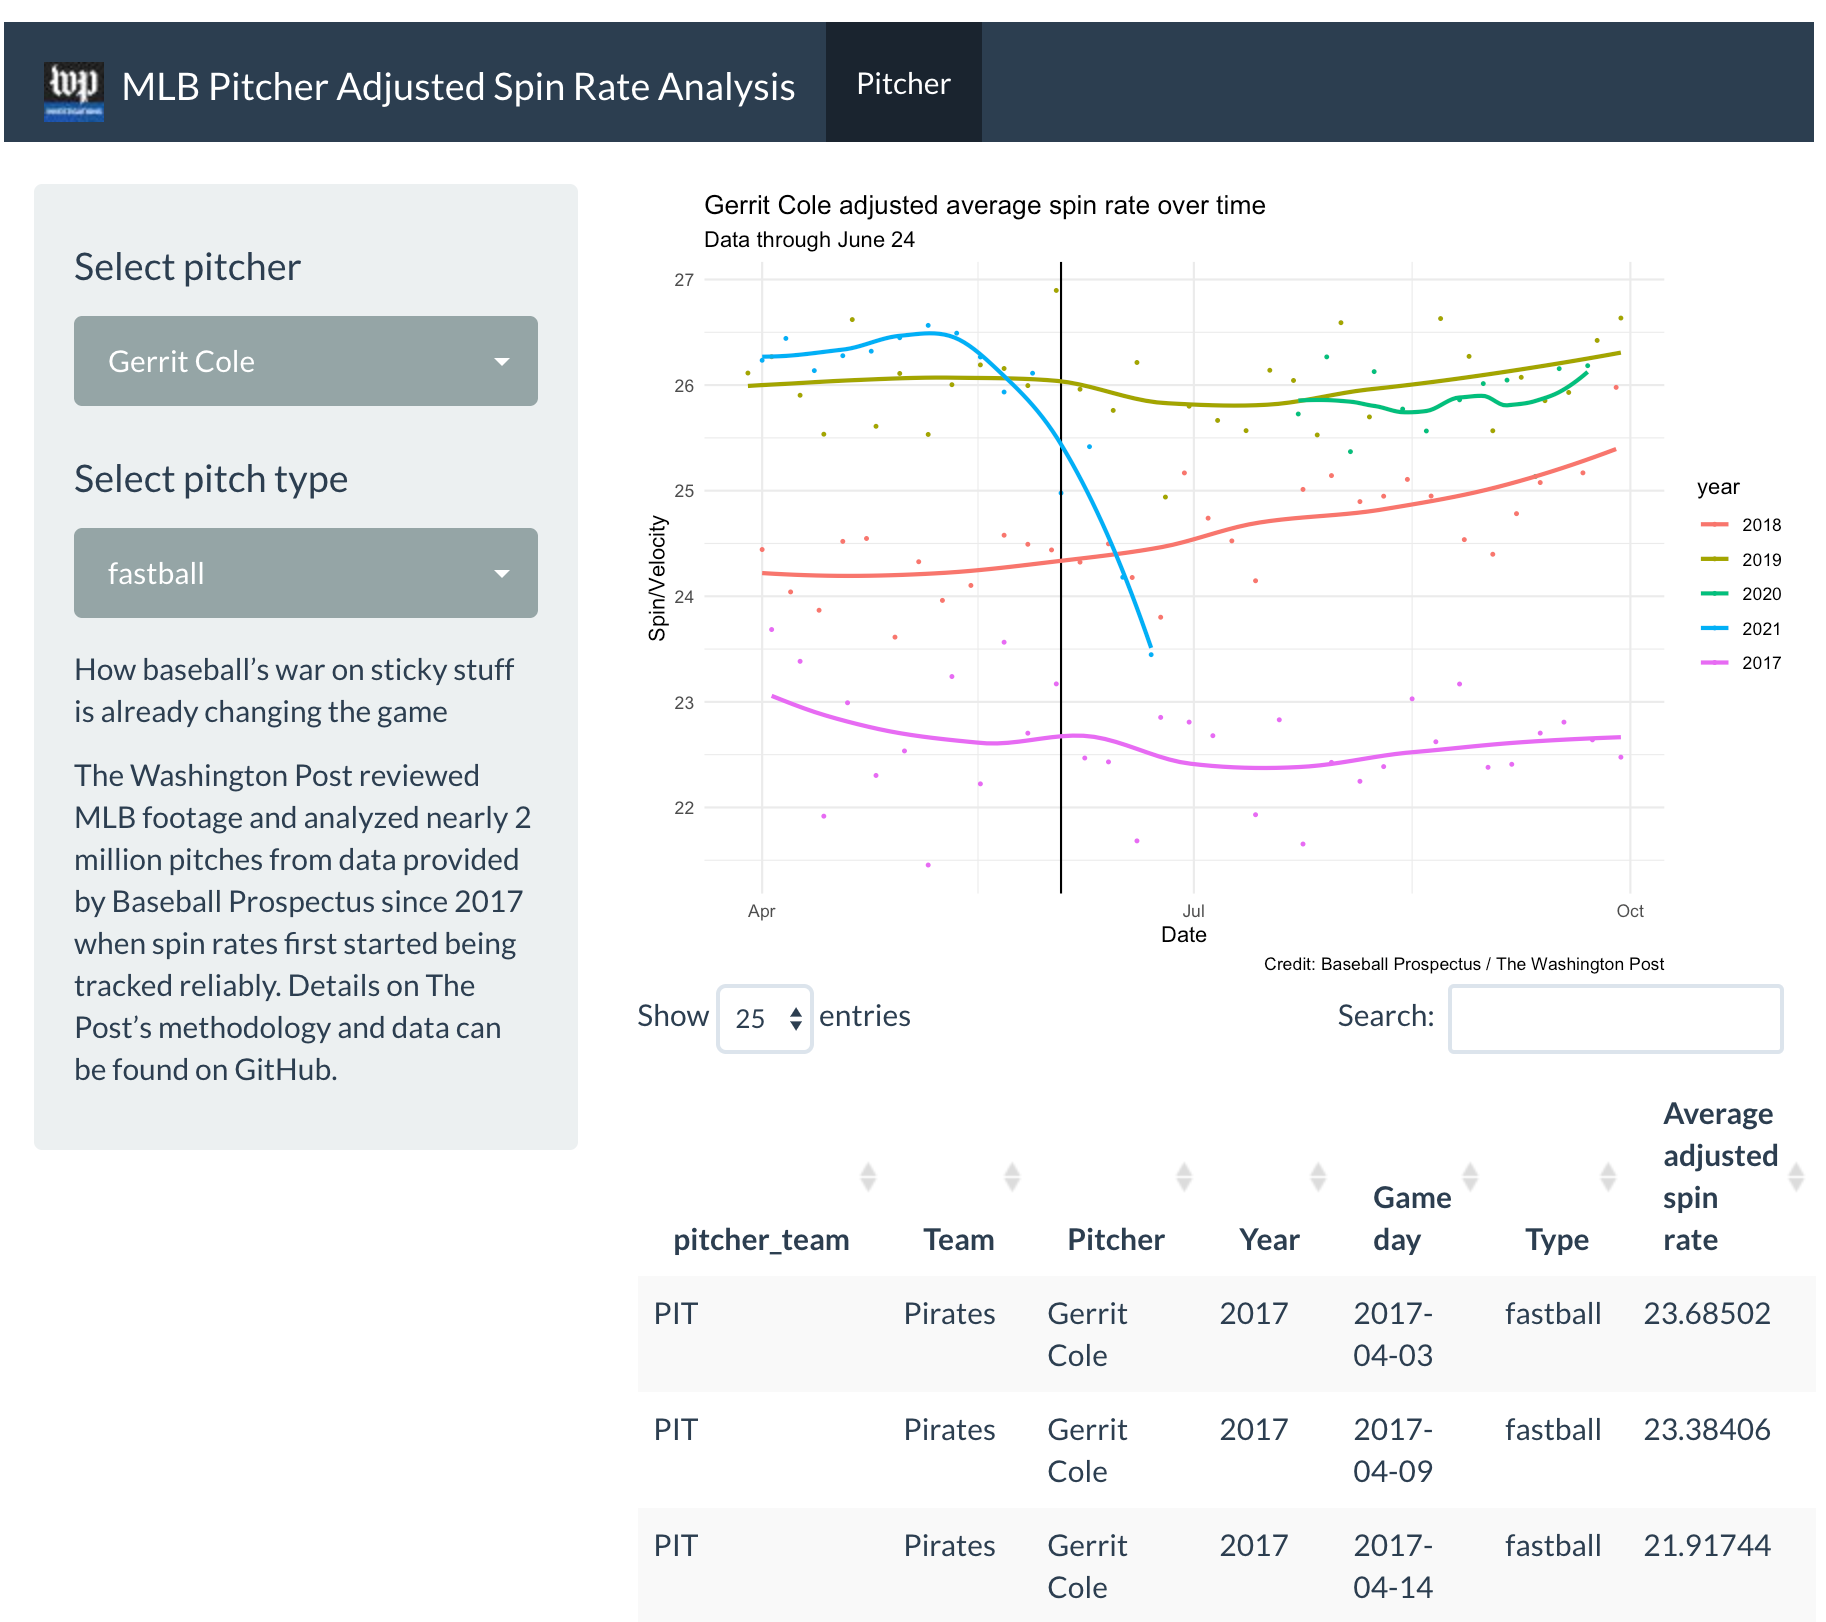 wp
MLB Pitcher Adjusted Spin Rate Analysis
Pitcher
Select pitcher
Gerrit Cole
Select pitch type
fastball
How baseball’s war on sticky stuff
is already changing the game
The Washington Post reviewed
MLB footage and analyzed nearly 2
million pitches from data provided
by Baseball Prospectus since 2017
when spin rates first started being
tracked reliably. Details on The
Post’s methodology and data can
be found on GitHub.
Gerrit Cole adjusted average spin rate over time
Data through June 24
Spin/Velocity
27
26
25
24
23
22
Apr
Jul
Oct
Date
year
2018
2019
2020
2021
2017
Credit: Baseball Prospectus / The Washington Post
Show 25 entries
Search:
pitcher_team
Team
Pitcher
Year
Game
day
Type
Average
adjusted
spin
rate
PIT Pirates Gerrit 2017 2017- fastball 23.68502
Cole 04-03
PIT Pirates Gerrit 2017 2017- fastball 23.38406
Cole 04-09
PIT Pirates Gerrit 2017 2017- fastball 21.91744
Cole 04-14